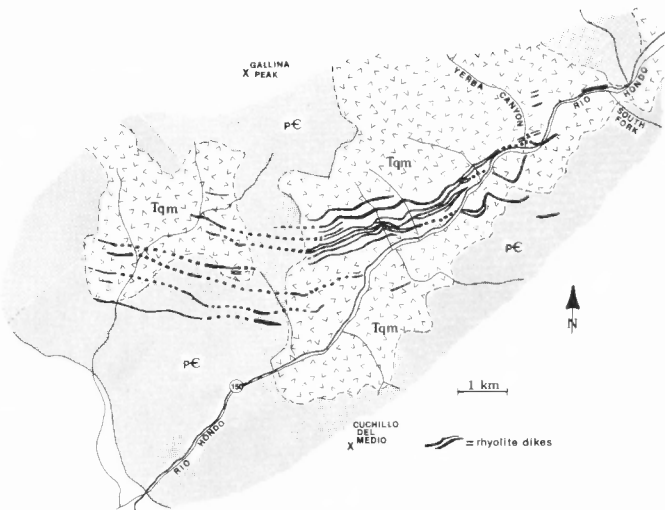 X GALLINA
PEAK
p€
YERBA CANYON
RIO HONDO
SOUTH
FORK
Tqm
Tqm
p€
N
Tqm
p€
1 km
150
RIO HONDO
CUCHILLO
DEL
X MEDIO
= rhyolite dikes